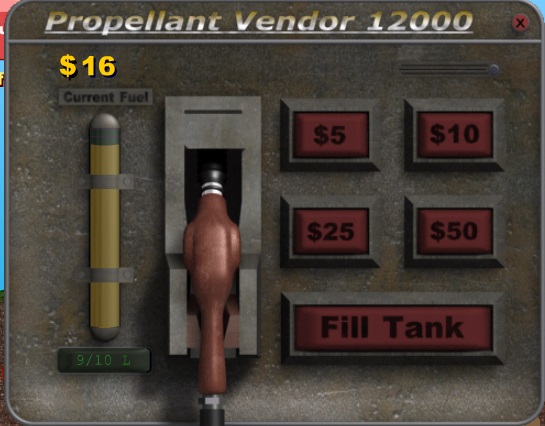 Propellant Vendor 12000
X
$16
Current Fuel
$5
$10
$25
$50
Fill Tank
9/10 L